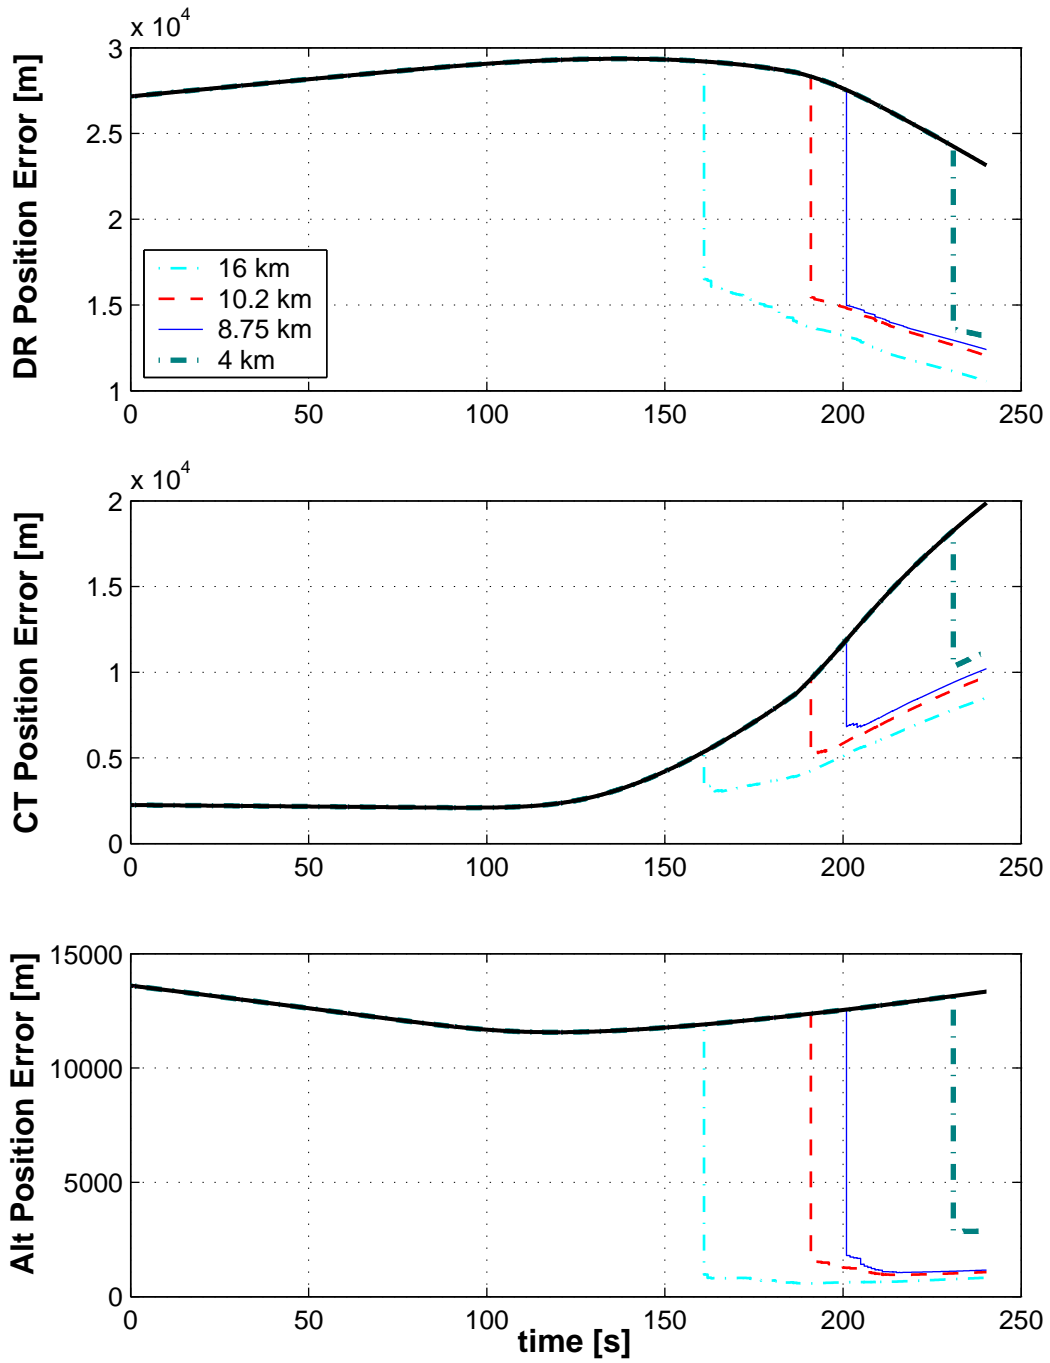 x 10^4
DR Position Error [m]
3
2.5
2
1.5
1
16 km
10.2 km
8.75 km
4 km
0 50 100 150 200 250
x 10^4
CT Position Error [m]
2
1.5
1
0.5
0
0 50 100 150 200 250
Alt Position Error [m]
15000
10000
5000
0
0 50 100 150 200 250
time [s]